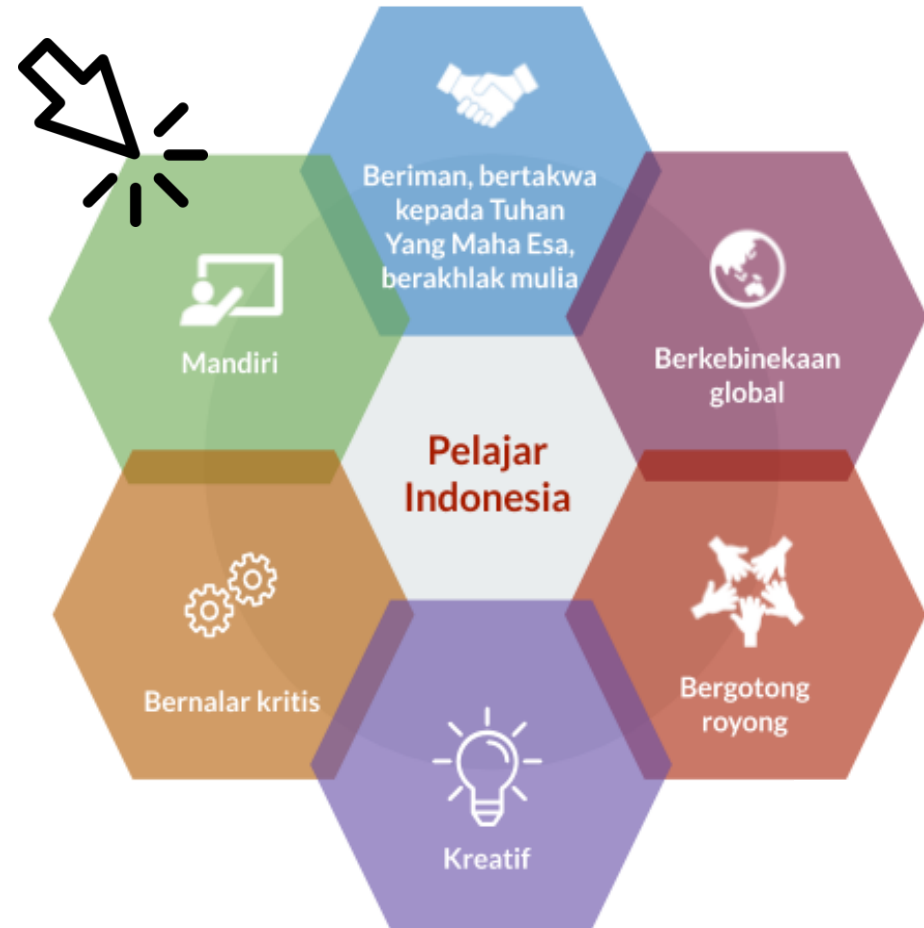 Beriman, bertakwa
kepada Tuhan
Yang Maha Esa,
berakhlak mulia
Mandiri
Berkebinekaan
global
Pelajar
Indonesia
Bernalar kritis
Bergotong
royong
Kreatif